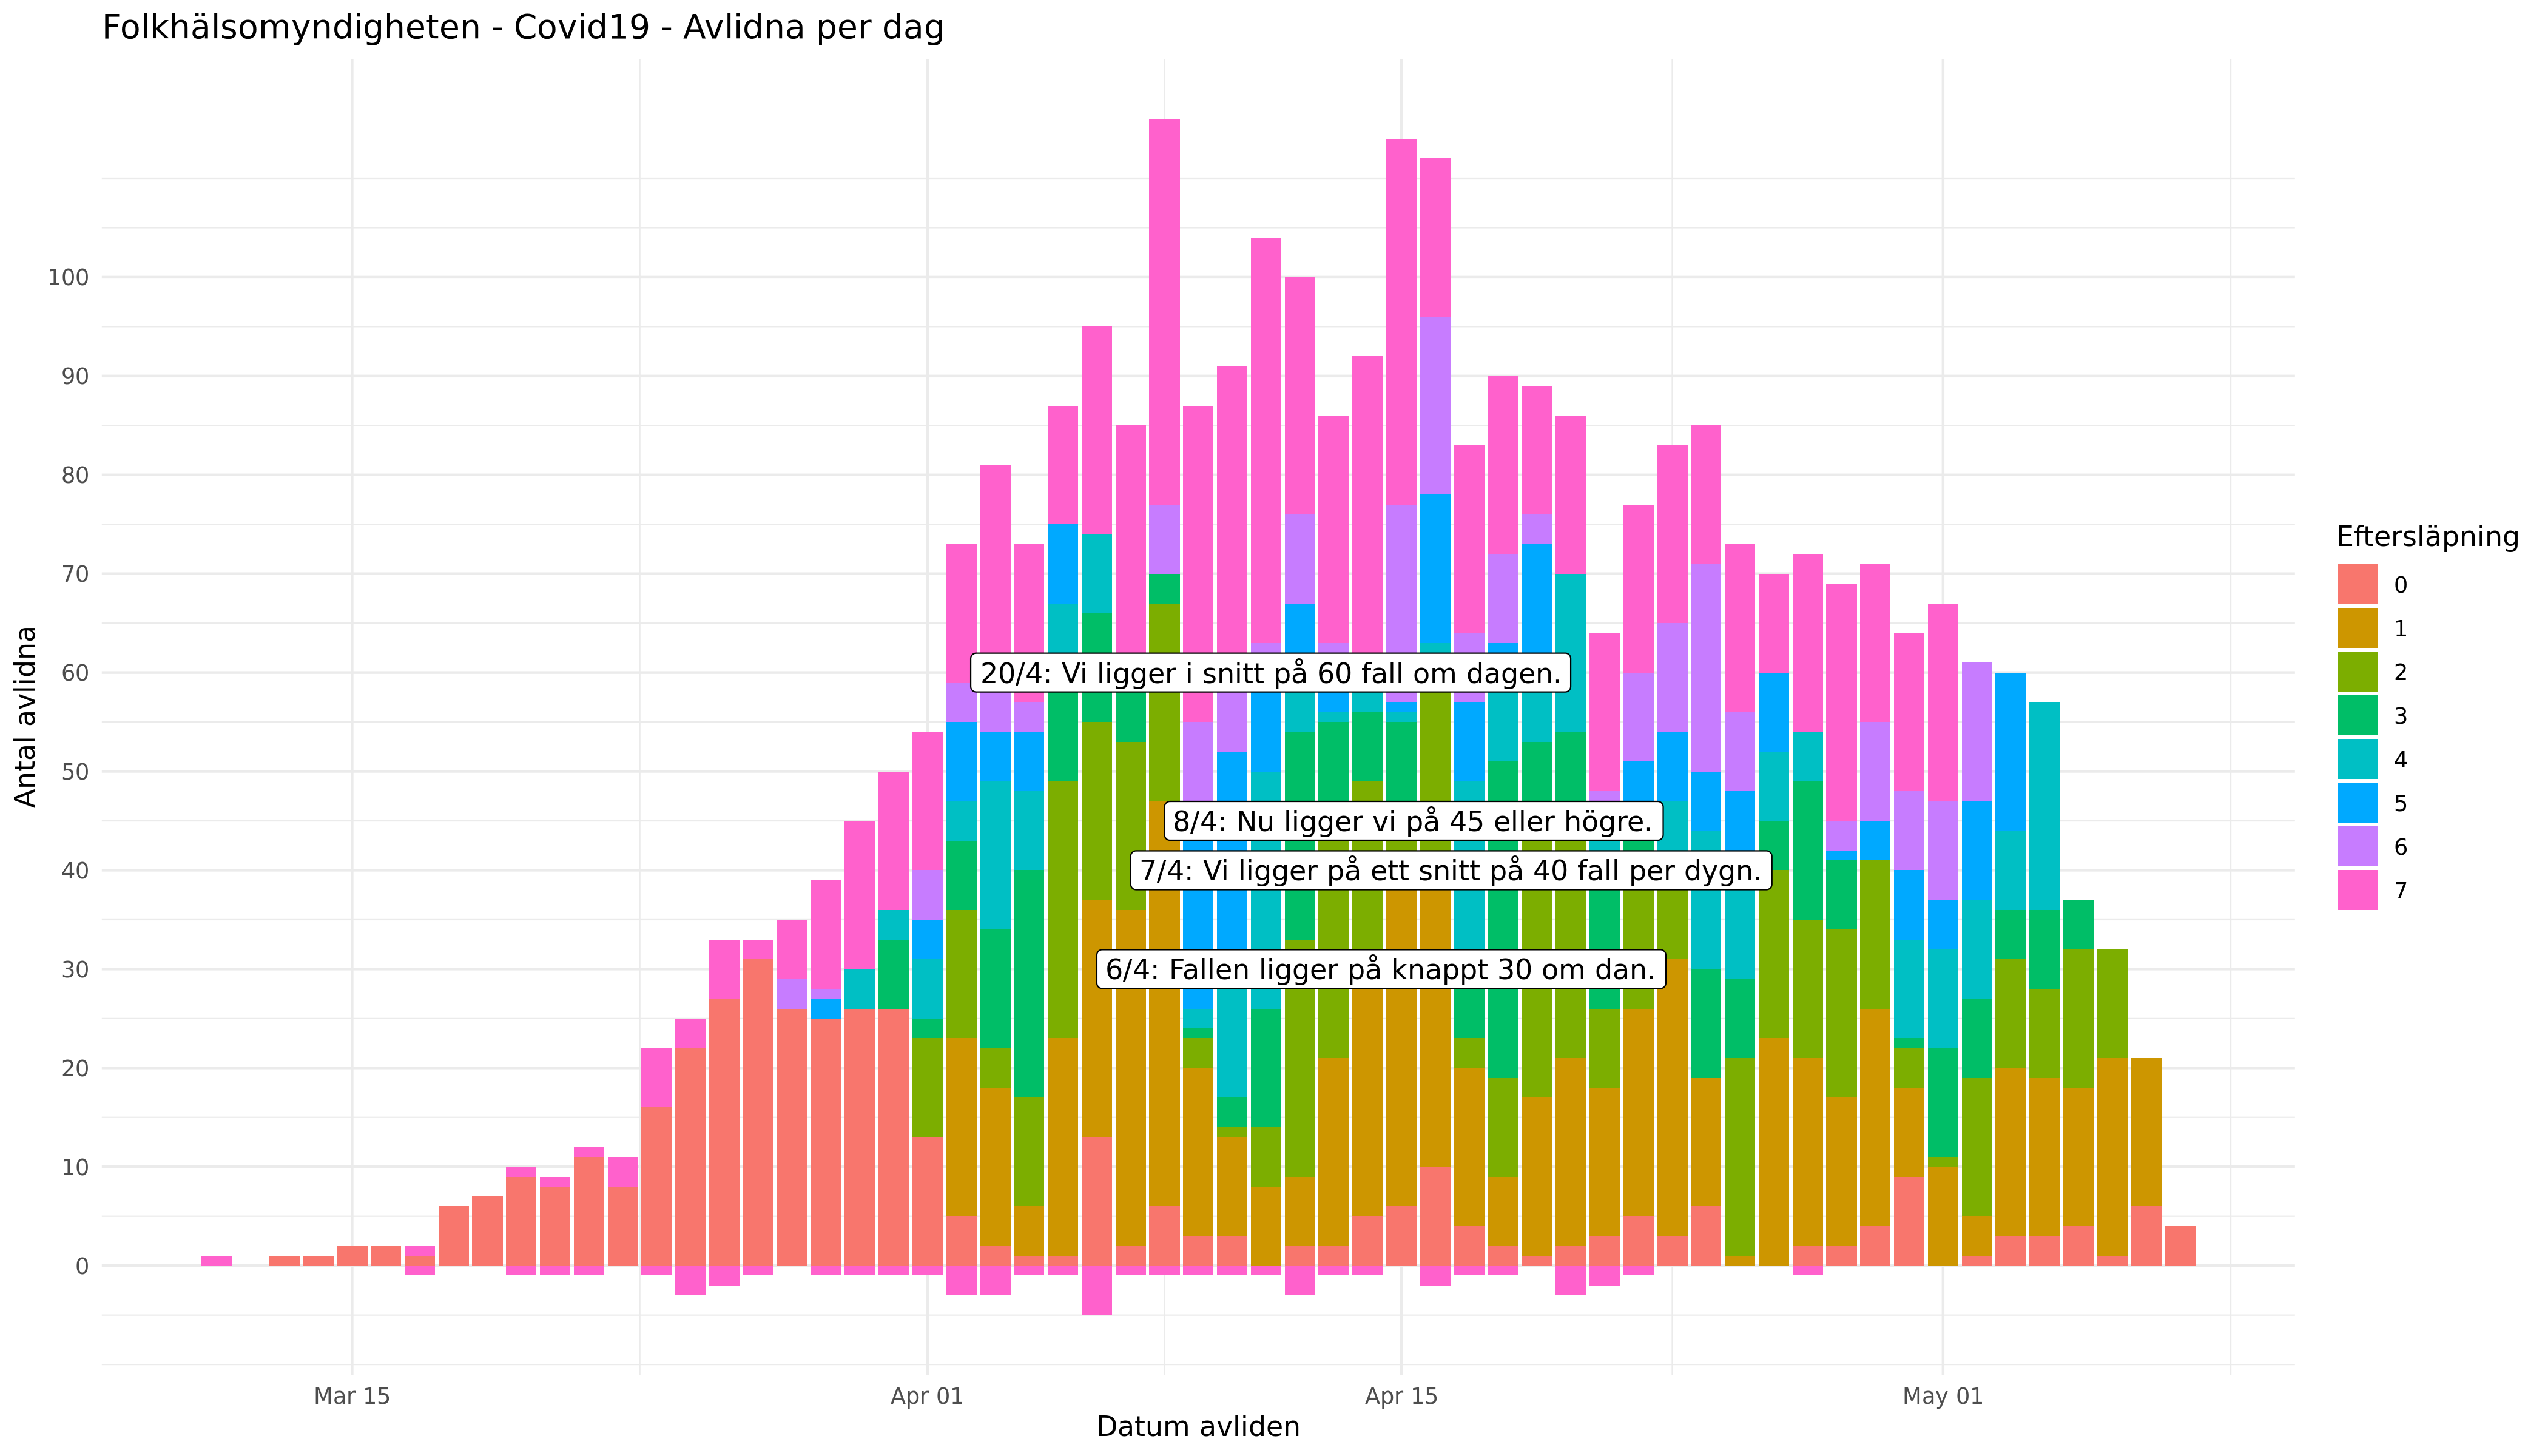 Folkhälsomyndigheten - Covid19 - Avlidna per dag
Antal avlidna
100
90
80
70
60
50
40
30
20
10
0
20/4: Vi ligger i snitt på 60 fall om dagen.
8/4: Nu ligger vi på 45 eller högre.
7/4: Vi ligger på ett snitt på 40 fall per dygn.
6/4: Fallen ligger på knappt 30 om dan.
Mar 15
Apr 01
Apr 15
May 01
Datum avliden
Eftersläpning
0
1
2
3
4
5
6
7